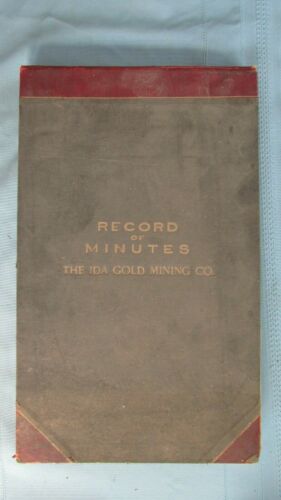 RECORD
OF
MINUTES
THE IDA GOLD MINING CO.